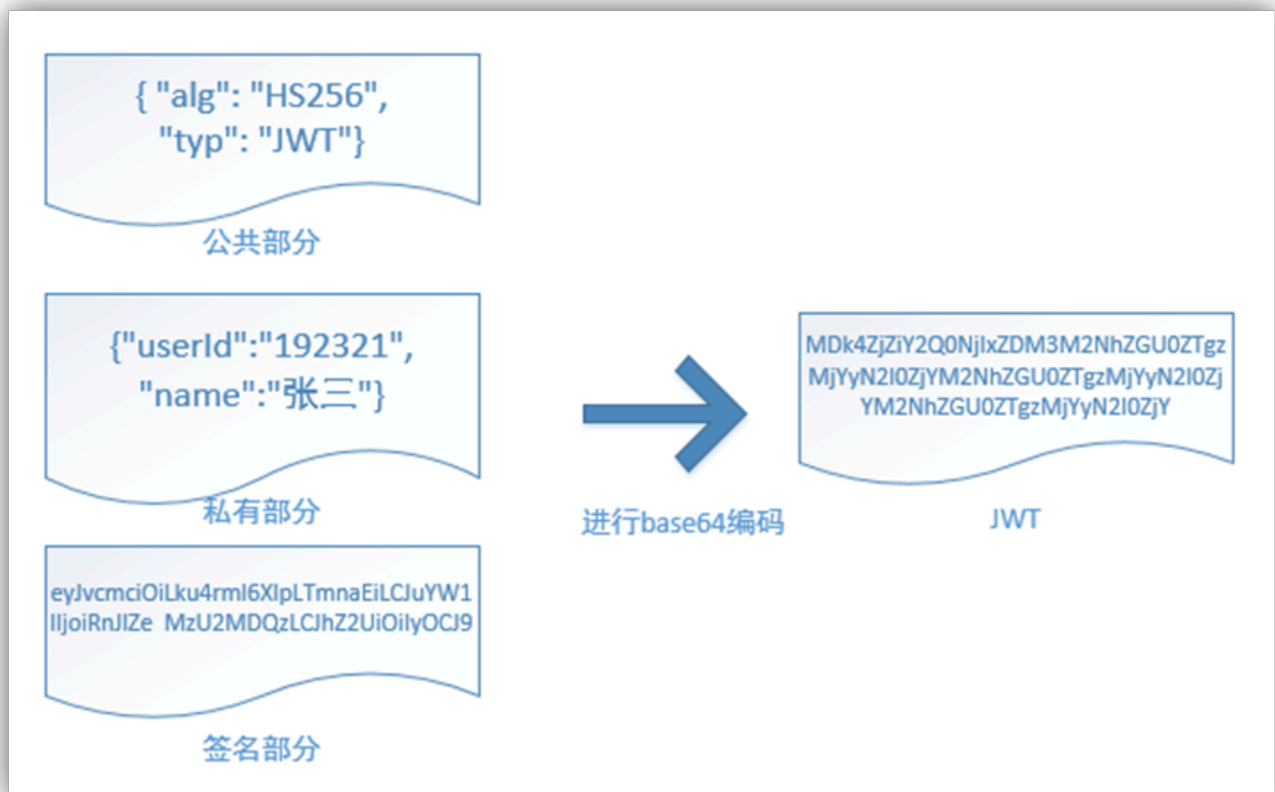 { "alg": "HS256",
"typ": "JWT"}
公共部分
{"userId":"192321",
"name":"张三"}
私有部分
eyJvcmciOiLku4rml6XlpLTmnaEiLCJuYW1
lIjoiRnJlZe MzU2MDQzLCJhZ2UiOiIyOCJ9
签名部分
进行base64编码
MDk4ZjZiY2Q0NjIxZDM3M2NhZGU0ZTgz
MjYyN2I0ZjYM2NhZGU0ZTgzMjYyN2I0Zj
YM2NhZGU0ZTgzMjYyN2I0ZjY
JWT